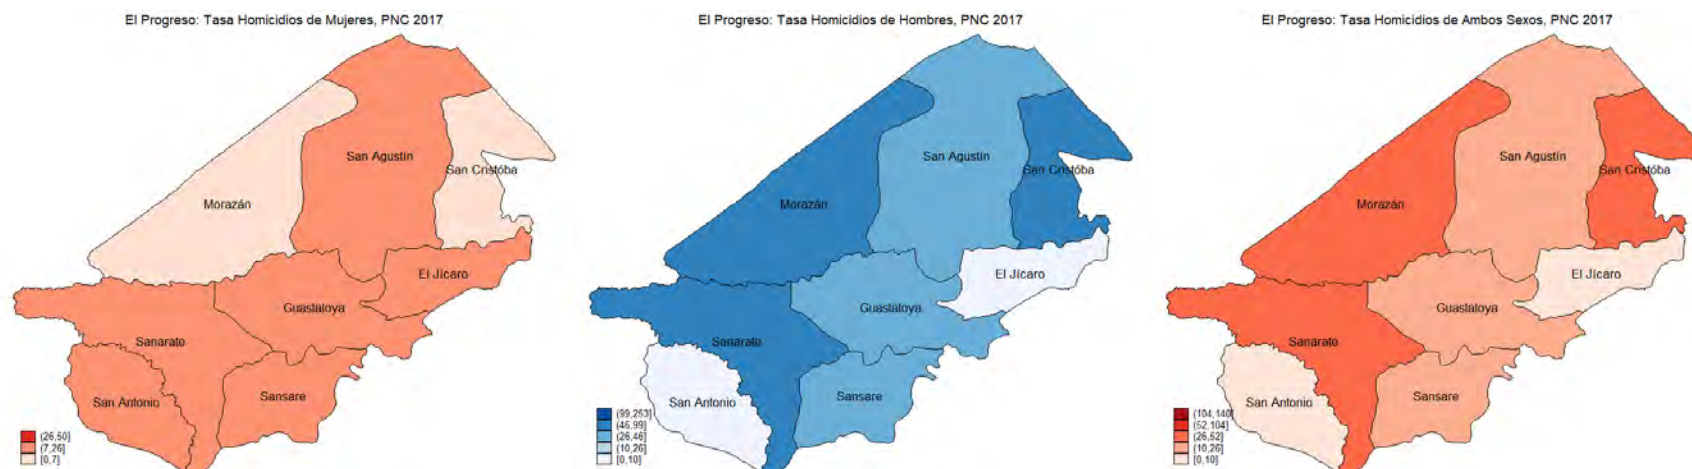 El Progreso: Tasa Homicidios de Mujeres, PNC 2017
San Agustín
San Cristóba
Morazán
El Jícaro
Guastatoya
Sanarate
San Antonio
Sansare
(26,50]
(7,26]
[0,7]
El Progreso: Tasa Homicidios de Hombres, PNC 2017
San Agustín
San Cristóba
Morazán
El Jícaro
Guastatoya
Sanarate
San Antonio
Sansare
(99,253]
(46,99]
(26,46]
(10,26]
[0,10]
El Progreso: Tasa Homicidios de Ambos Sexos, PNC 2017
San Agustín
San Cristóba
Morazán
El Jícaro
Guastatoya
Sanarate
San Antonio
Sansare
(104,140]
(52,104]
(26,52]
(10,26]
[0,10]